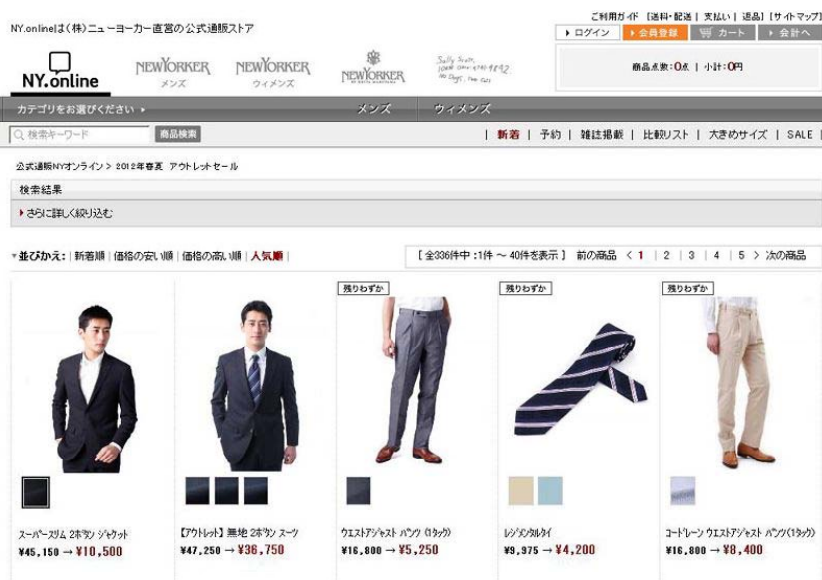 ご利用ガイド 【送料・配送 | 支払い | 返品】【サイトマップ】
NY.onlineは(株)ニューヨーカー直営の公式通販ストア
ログイン 会員登録 カート 会計へ
NY.online
NEWYORKER
メンズ
NEWYORKER
ウィメンズ
NEWYORKER
Sally Scott
商品点数:0点 | 小計:0円
カテゴリをお選びください メンズ ウィメンズ
検索キーワード 商品検索 | 新着 | 予約 | 雑誌掲載 | 比較リスト | 大きめサイズ | SALE |
公式通販NYオンライン > 2012年春夏 アウトレットセール
検索結果
さらに詳しく絞り込む
並びかえ: | 新着順 | 価格の安い順 | 価格の高い順 | 人気順 |
[ 全336件中 :1件 ~ 40件を表示 ] 前の商品 < 1 | 2 | 3 | 4 | 5 > 次の商品
残りわずか 残りわずか 残りわずか
スーパースリム 2ボタン ジャケット
¥45,150 → ¥10,500
【アウトレット】 無地 2ボタン スーツ
¥47,250 → ¥36,750
ウエストアジャスト パンツ (1タック)
¥16,800 → ¥5,250
レジメンタルタイ
¥9,975 → ¥4,200
コードレーン ウエストアジャスト パンツ(1タック)
¥16,800 → ¥8,400